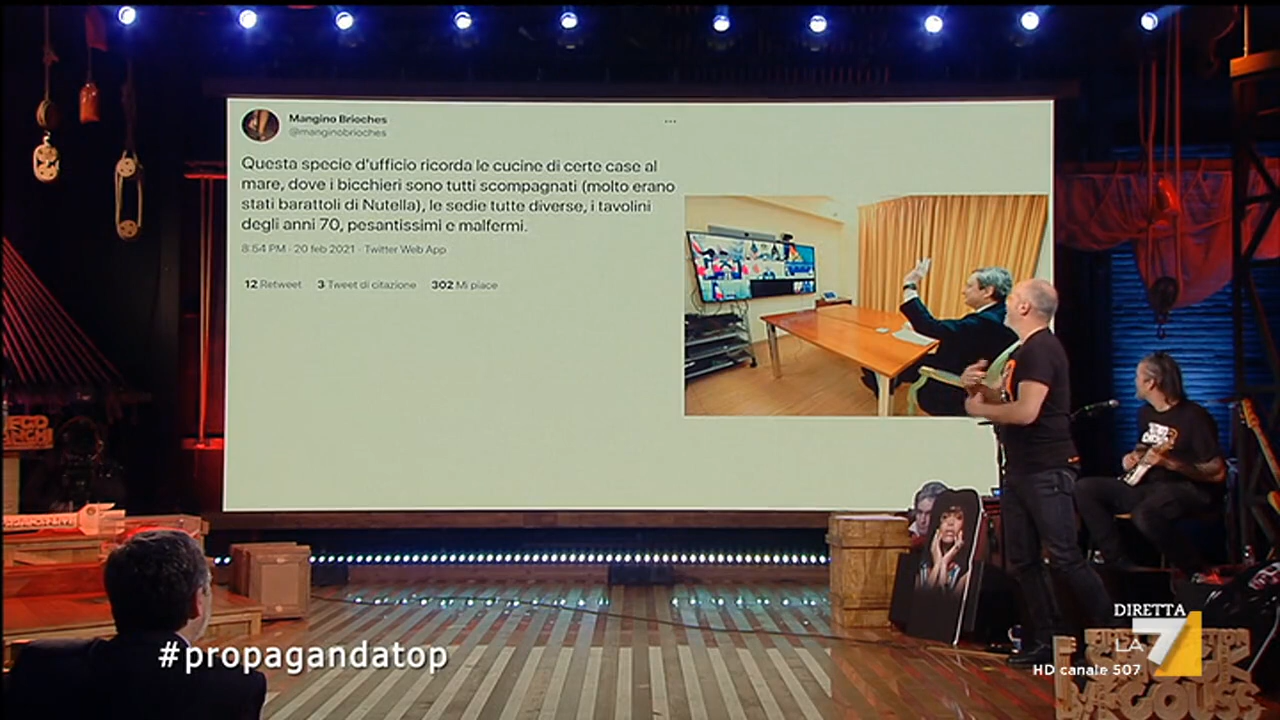 Mangino Brioches
@manginobrioches
...
Questa specie d'ufficio ricorda le cucine di certe case al
mare, dove i bicchieri sono tutti scompagnati (molto erano
stati barattoli di Nutella), le sedie tutte diverse, i tavolini
degli anni 70, pesantissimi e malfermi.
8:54 PM · 20 feb 2021 · Twitter Web App
12 Retweet 3 Tweet di citazione 302 Mi piace
#propagandatop
DIRETTA
LA7
HD canale 507